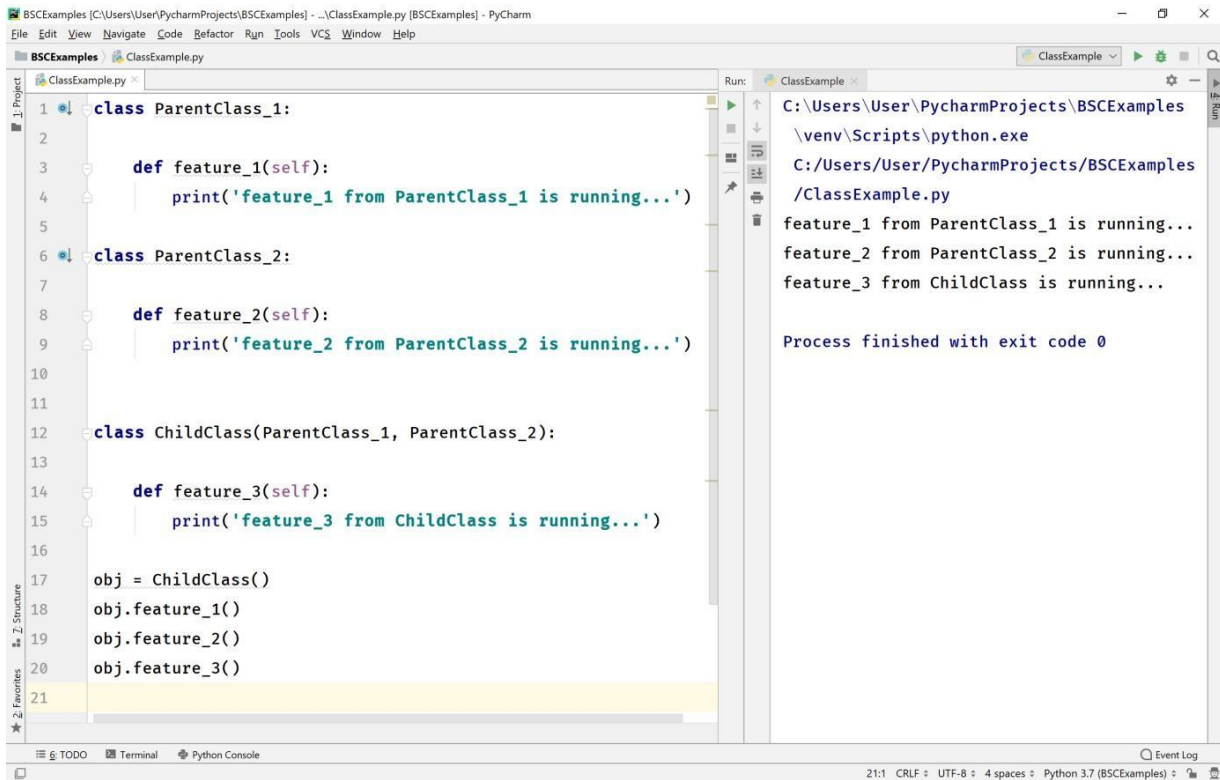 BSCExamples [C:\Users\User\PycharmProjects\BSCExamples] - ...\ClassExample.py [BSCExamples] - PyCharm
File Edit View Navigate Code Refactor Run Tools VCS Window Help
BSCExamples ClassExample.py
ClassExample
1: Project
ClassExample.py
1 class ParentClass_1:
2
3     def feature_1(self):
4         print('feature_1 from ParentClass_1 is running...')
5
6 class ParentClass_2:
7
8     def feature_2(self):
9         print('feature_2 from ParentClass_2 is running...')
10
11
12 class ChildClass(ParentClass_1, ParentClass_2):
13
14     def feature_3(self):
15         print('feature_3 from ChildClass is running...')
16
17 obj = ChildClass()
18 obj.feature_1()
19 obj.feature_2()
20 obj.feature_3()
21
7: Structure
2: Favorites
Run: ClassExample
C:\Users\User\PycharmProjects\BSCExamples
\venv\Scripts\python.exe
C:/Users/User/PycharmProjects/BSCExamples
/ClassExample.py
feature_1 from ParentClass_1 is running...
feature_2 from ParentClass_2 is running...
feature_3 from ChildClass is running...
Process finished with exit code 0
4: Run
6: TODO Terminal Python Console
Event Log
21:1 CRLF UTF-8 4 spaces Python 3.7 (BSCExamples)